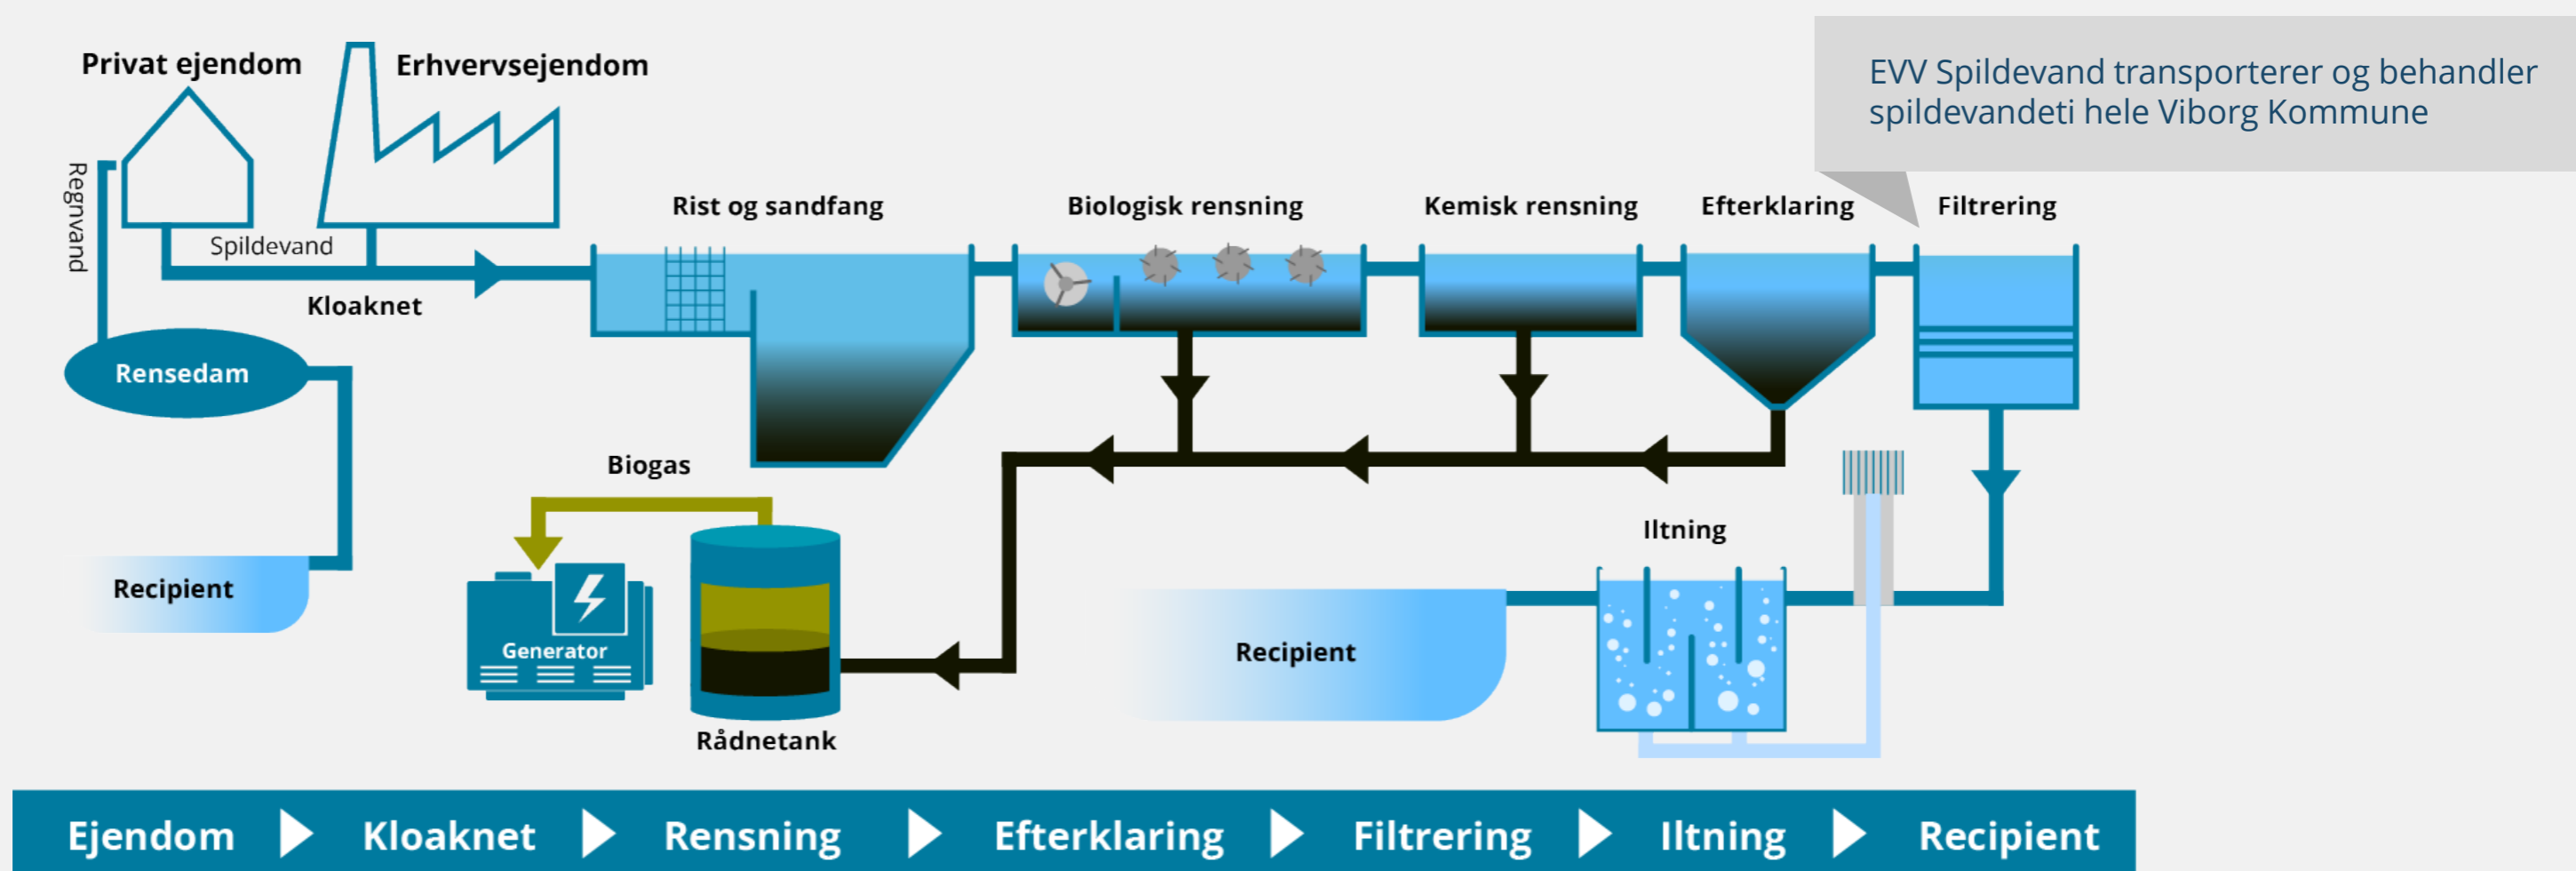 Privat ejendom
Erhvervsejendom
EVV Spildevand transporterer og behandler
spildevandeti hele Viborg Kommune
Regnvand
Spildevand
Kloaknet
Rist og sandfang
Biologisk rensning
Kemisk rensning
Efterklaring
Filtrering
Rensedam
Biogas
Iltning
Recipient
Generator
Recipient
Rådnetank
Ejendom
Kloaknet
Rensning
Efterklaring
Filtrering
Iltning
Recipient